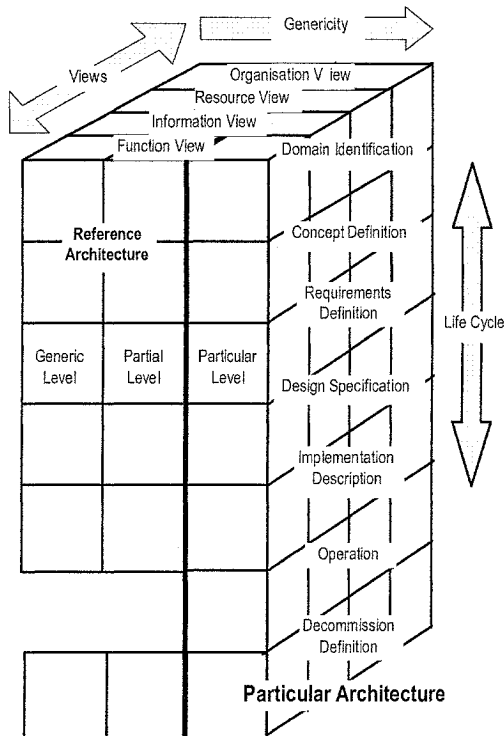 Genericity
Views
Organisation V iew
Resource View
Information View
Function View
Domain Identification
Reference
Architecture
Concept Definition
Requirements
Definition
Life Cycle
Generic
Level
Partial
Level
Particular
Level
Design Specification
Implementation
Description
Operation
Decommission
Definition
Particular Architecture